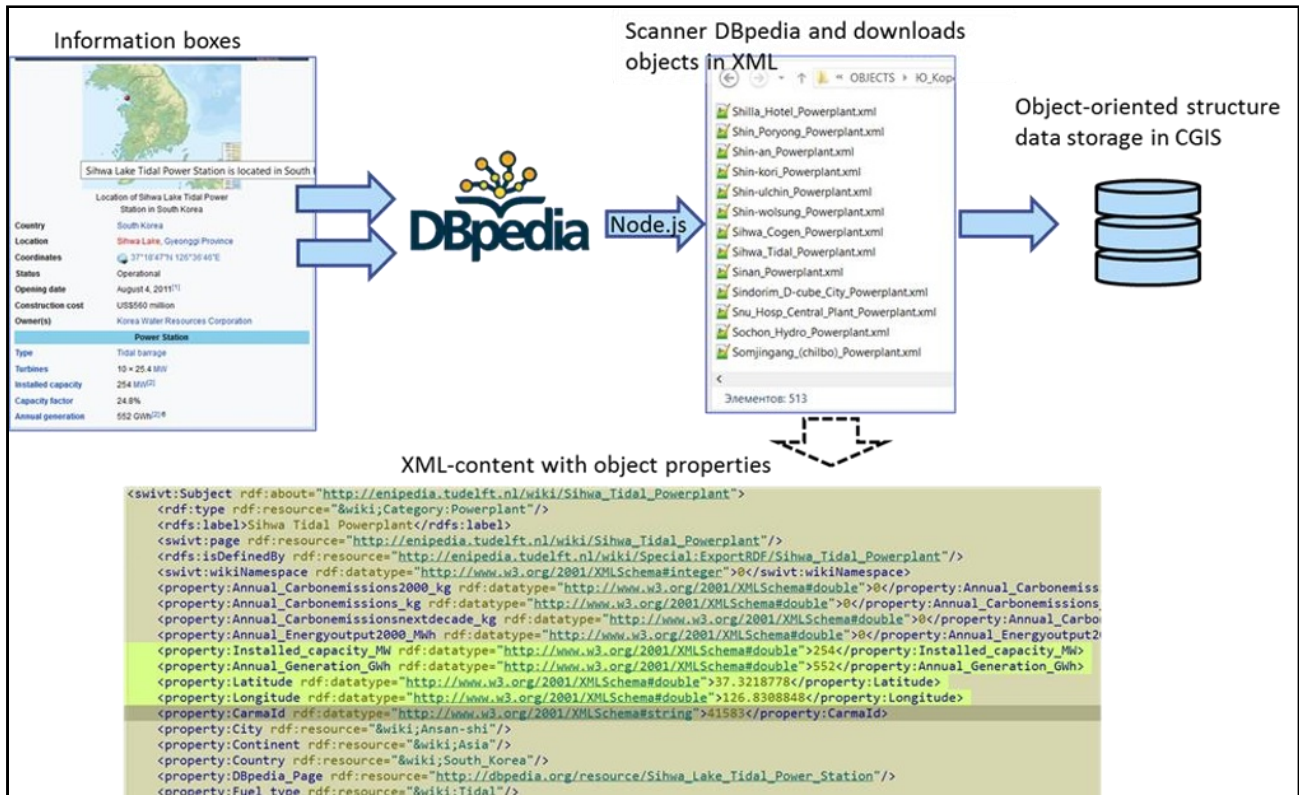 Information boxes
Sihwa Lake Tidal Power Station is located in South
Location of Sihwa Lake Tidal Power
Station in South Korea
Country South Korea
Location Sihwa Lake, Gyeonggi Province
Coordinates 37°18'47"N 126°36'46"E
Status Operational
Opening date August 4, 2011[1]
Construction cost US$560 million
Owner(s) Korea Water Resources Corporation
Power Station
Type Tidal barrage
Turbines 10 × 25.4 MW
Installed capacity 254 MW[2]
Capacity factor 24.8%
Annual generation 552 GWh[2]
DBpedia
Node.js
Scanner DBpedia and downloads
objects in XML
« OBJECTS ▸ Ю_Кор
Shilla_Hotel_Powerplant.xml
Shin_Poryong_Powerplant.xml
Shin-an_Powerplant.xml
Shin-kori_Powerplant.xml
Shin-ulchin_Powerplant.xml
Shin-wolsung_Powerplant.xml
Sihwa_Cogen_Powerplant.xml
Sihwa_Tidal_Powerplant.xml
Sinan_Powerplant.xml
Sindorim_D-cube_City_Powerplant.xml
Snu_Hosp_Central_Plant_Powerplant.xml
Sochon_Hydro_Powerplant.xml
Somjingang_(chilbo)_Powerplant.xml
Элементов: 513
Object-oriented structure
data storage in CGIS
XML-content with object properties
<swivt:Subject rdf:about="http://enipedia.tudelft.nl/wiki/Sihwa_Tidal_Powerplant">
<rdf:type rdf:resource="&wiki;Category:Powerplant"/>
<rdfs:label>Sihwa Tidal Powerplant</rdfs:label>
<swivt:page rdf:resource="http://enipedia.tudelft.nl/wiki/Sihwa_Tidal_Powerplant"/>
<rdfs:isDefinedBy rdf:resource="http://enipedia.tudelft.nl/wiki/Special:ExportRDF/Sihwa_Tidal_Powerplant"/>
<swivt:wikiNamespace rdf:datatype="http://www.w3.org/2001/XMLSchema#integer">0</swivt:wikiNamespace>
<property:Annual_Carbonemissions2000_kg rdf:datatype="http://www.w3.org/2001/XMLSchema#double">0</property:Annual_Carbonemiss
<property:Annual_Carbonemissions_kg rdf:datatype="http://www.w3.org/2001/XMLSchema#double">0</property:Annual_Carbonemissions_
<property:Annual_Carbonemissionsnextdecade_kg rdf:datatype="http://www.w3.org/2001/XMLSchema#double">0</property:Annual_Carbo
<property:Annual_Energyoutput2000_MWh rdf:datatype="http://www.w3.org/2001/XMLSchema#double">0</property:Annual_Energyoutput2
<property:Installed_capacity_MW rdf:datatype="http://www.w3.org/2001/XMLSchema#double">254</property:Installed_capacity_MW>
<property:Annual_Generation_GWh rdf:datatype="http://www.w3.org/2001/XMLSchema#double">552</property:Annual_Generation_GWh>
<property:Latitude rdf:datatype="http://www.w3.org/2001/XMLSchema#double">37.3218778</property:Latitude>
<property:Longitude rdf:datatype="http://www.w3.org/2001/XMLSchema#double">126.8308848</property:Longitude>
<property:CarmaId rdf:datatype="http://www.w3.org/2001/XMLSchema#string">41583</property:CarmaId>
<property:City rdf:resource="&wiki;Ansan-shi"/>
<property:Continent rdf:resource="&wiki;Asia"/>
<property:Country rdf:resource="&wiki;South_Korea"/>
<property:DBpedia_Page rdf:resource="http://dbpedia.org/resource/Sihwa_Lake_Tidal_Power_Station"/>
<property:Fuel_type rdf:resource="&wiki;Tidal"/>